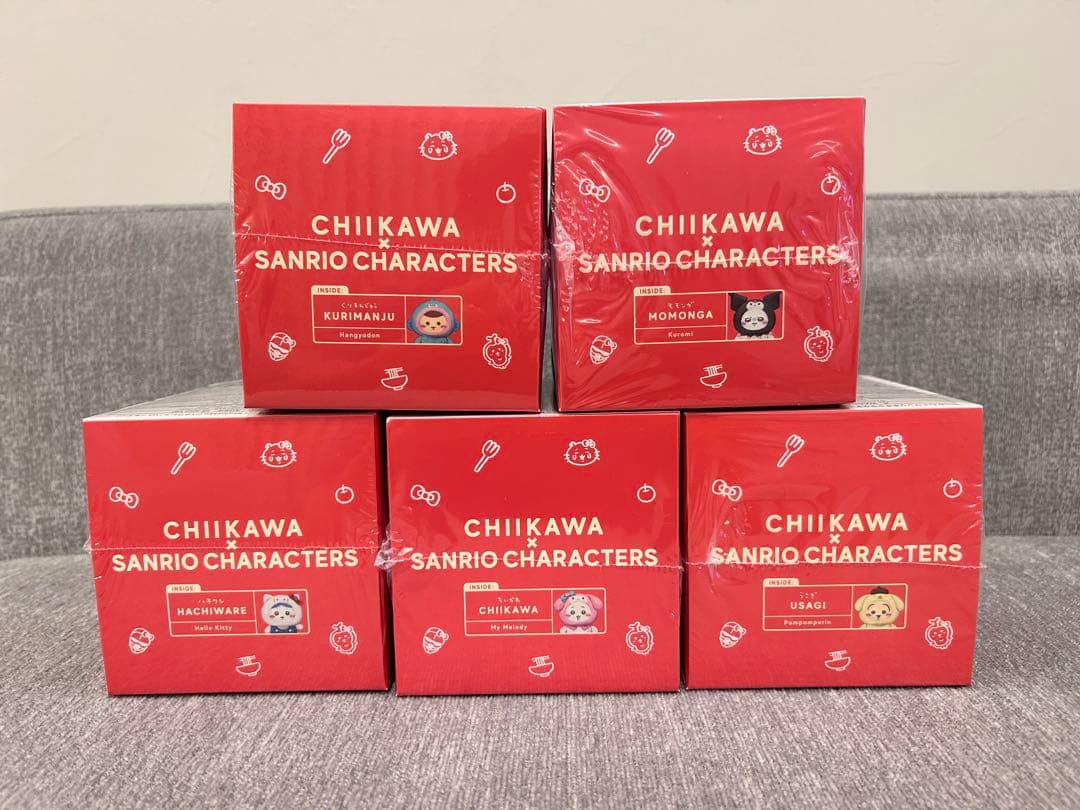 CHIIKAWA
×
SANRIO CHARACTERS
INSIDE:
くりまんじゅう
KURIMANJU
Hangyodon
CHIIKAWA
×
SANRIO CHARACTERS
INSIDE:
モモンガ
MOMONGA
Kuromi
CHIIKAWA
×
SANRIO CHARACTERS
INSIDE:
ハチワレ
HACHIWARE
Hello Kitty
CHIIKAWA
×
SANRIO CHARACTERS
INSIDE:
ちいかわ
CHIIKAWA
My Melody
CHIIKAWA
×
SANRIO CHARACTERS
INSIDE:
うさぎ
USAGI
Pompompurin